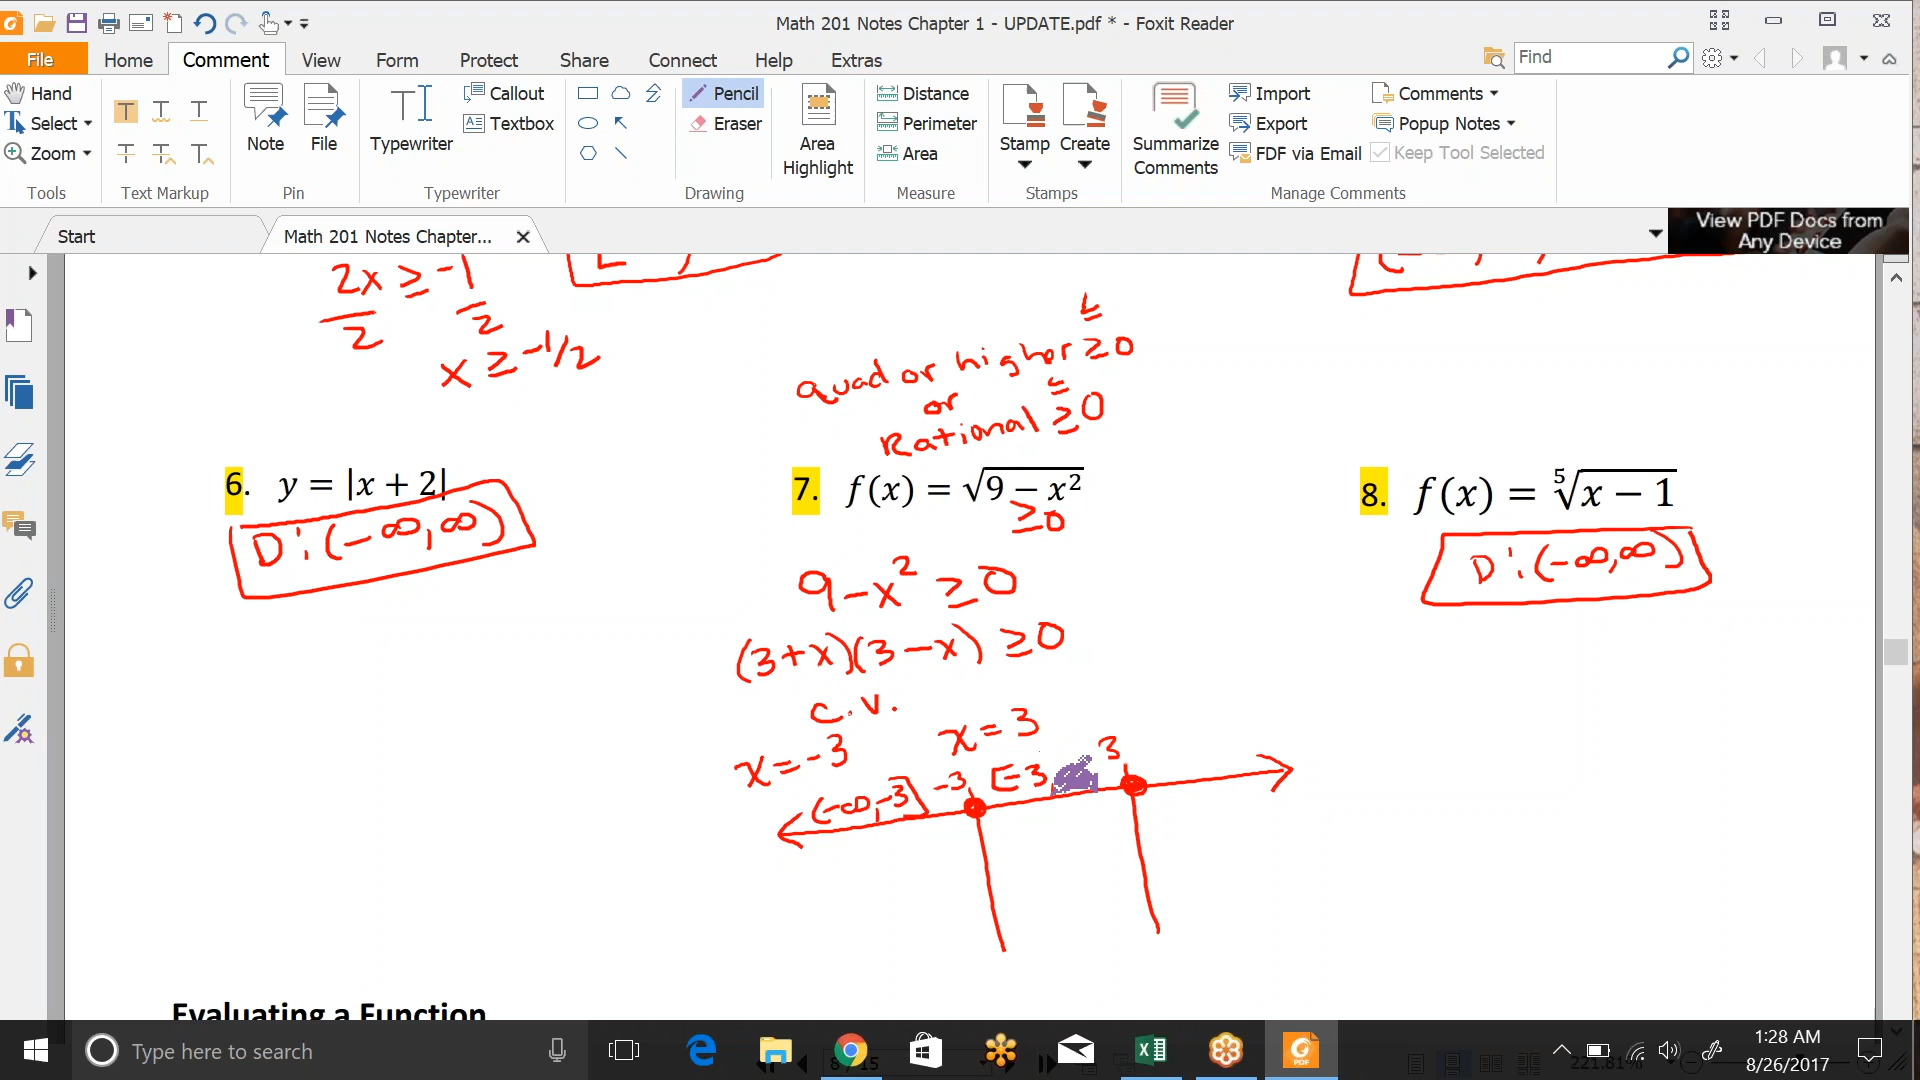 Math 201 Notes Chapter 1 - UPDATE.pdf * - Foxit Reader
File Home Comment View Form Protect Share Connect Help Extras
Find
Hand
Select
Zoom
Tools
Text Markup
Note
File
Pin
Typewriter
Callout
Textbox
Typewriter
Pencil
Eraser
Drawing
Area
Highlight
Distance
Perimeter
Area
Measure
Stamp
Create
Stamps
Summarize
Comments
Import
Export
FDF via Email
Comments
Popup Notes
Keep Tool Selected
Manage Comments
Start
Math 201 Notes Chapter...
View PDF Docs from
Any Device
2x ≥ -1
2 2
x ≥ -1/2
≤
quad or higher ≥ 0
or ≤
Rational ≥ 0
6. y = |x + 2|
D: (-∞, ∞)
7. f(x) = √9 − x²
≥0
9 - x² ≥ 0
(3+x)(3-x) ≥ 0
c.v.
x = -3 x = 3
(-∞, -3] -3 [-3 3
8. f(x) = ⁵√x − 1
D: (-∞, ∞)
Evaluating a Function
Type here to search
8 / 15
221.81%
1:28 AM
8/26/2017